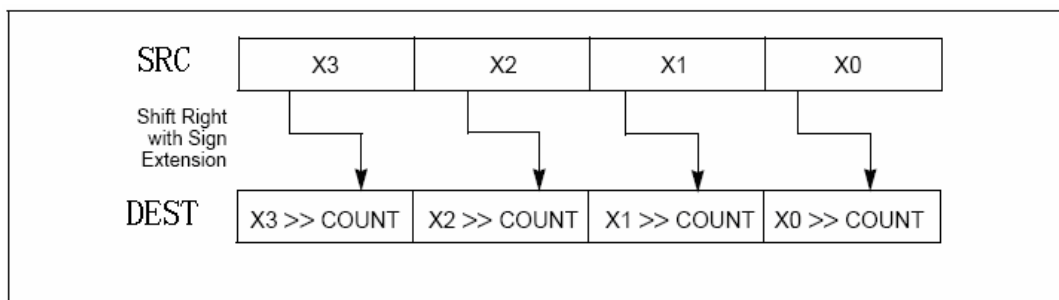 SRC X3 X2 X1 X0
Shift Right
with Sign
Extension
DEST X3 >> COUNT X2 >> COUNT X1 >> COUNT X0 >> COUNT